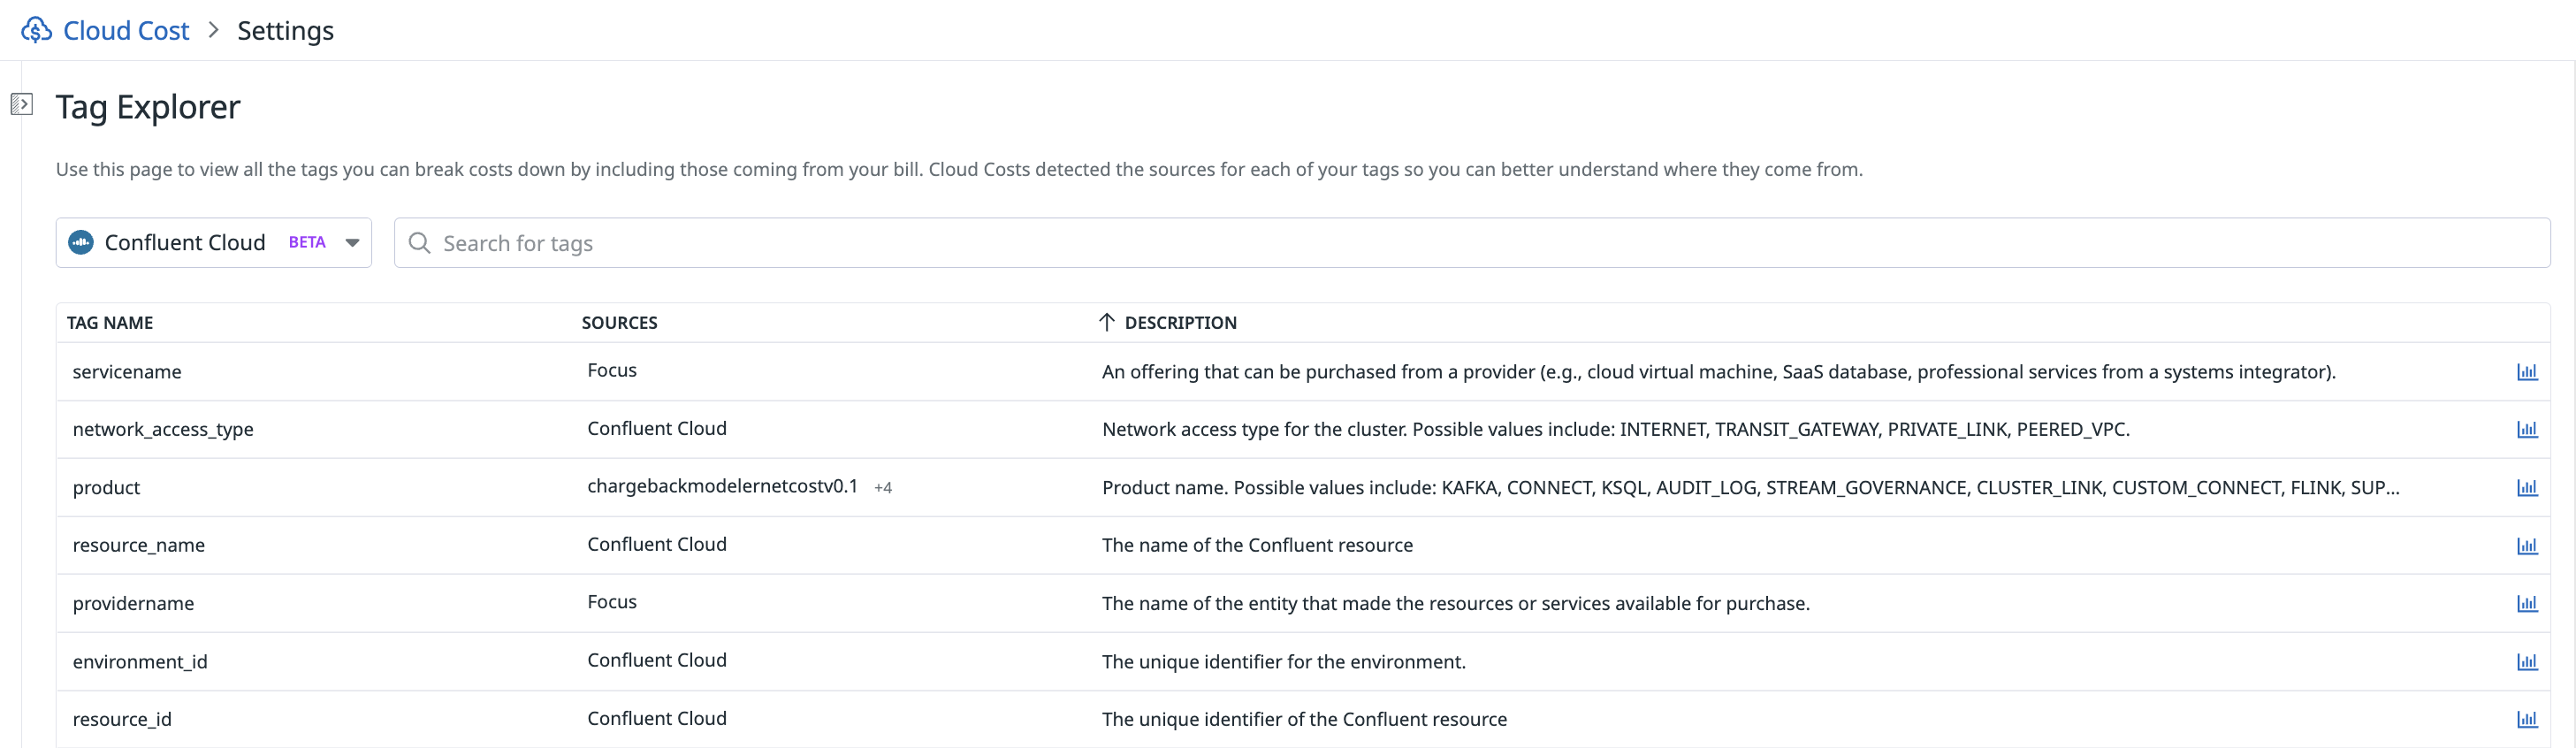 Cloud Cost > Settings
Tag Explorer
Use this page to view all the tags you can break costs down by including those coming from your bill. Cloud Costs detected the sources for each of your tags so you can better understand where they come from.
Confluent Cloud BETA Search for tags
TAG NAME SOURCES DESCRIPTION
servicename Focus An offering that can be purchased from a provider (e.g., cloud virtual machine, SaaS database, professional services from a systems integrator).
network_access_type Confluent Cloud Network access type for the cluster. Possible values include: INTERNET, TRANSIT_GATEWAY, PRIVATE_LINK, PEERED_VPC.
product chargebackmodelernetcostv0.1 +4 Product name. Possible values include: KAFKA, CONNECT, KSQL, AUDIT_LOG, STREAM_GOVERNANCE, CLUSTER_LINK, CUSTOM_CONNECT, FLINK, SUP...
resource_name Confluent Cloud The name of the Confluent resource
providername Focus The name of the entity that made the resources or services available for purchase.
environment_id Confluent Cloud The unique identifier for the environment.
resource_id Confluent Cloud The unique identifier of the Confluent resource